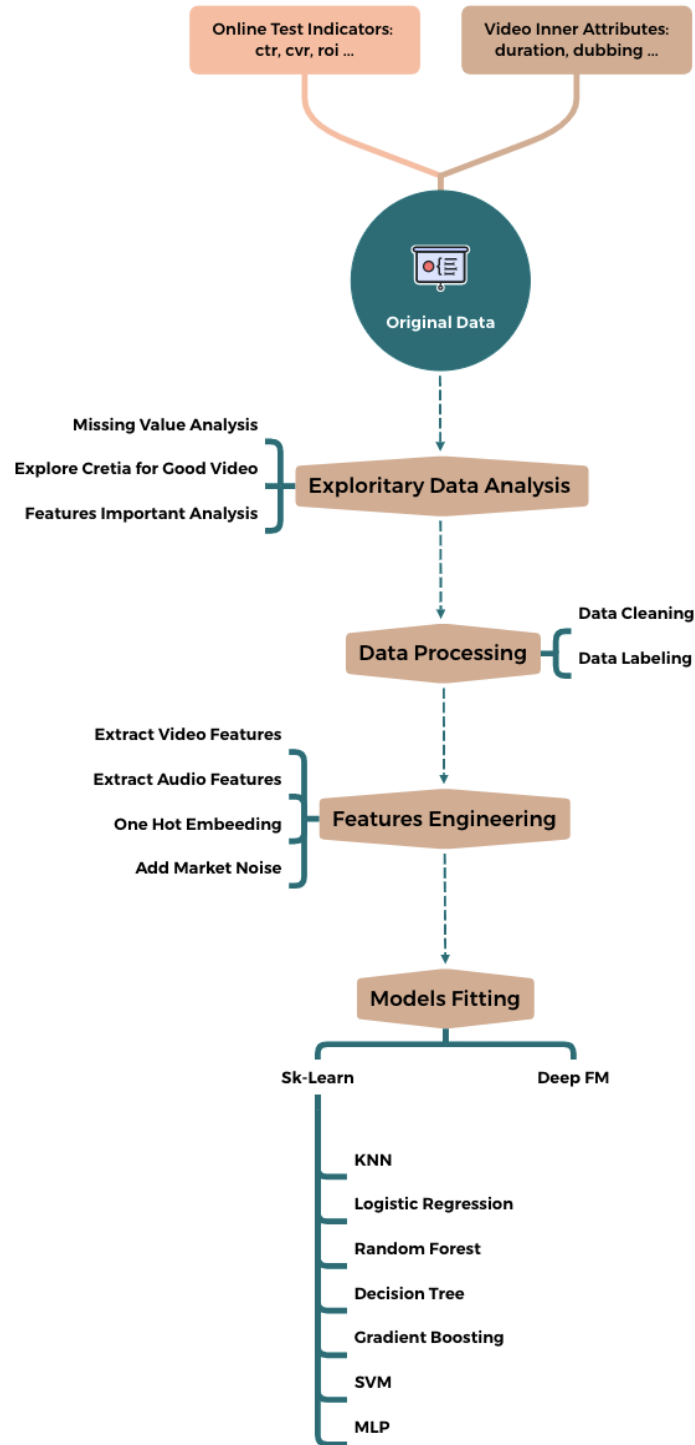 Online Test Indicators:
ctr, cvr, roi ...
Video Inner Attributes:
duration, dubbing ...
Original Data
Missing Value Analysis
Explore Cretia for Good Video
Features Important Analysis
Exploritary Data Analysis
Data Processing
Data Cleaning
Data Labeling
Extract Video Features
Extract Audio Features
One Hot Embeeding
Add Market Noise
Features Engineering
Models Fitting
Sk-Learn
Deep FM
KNN
Logistic Regression
Random Forest
Decision Tree
Gradient Boosting
SVM
MLP